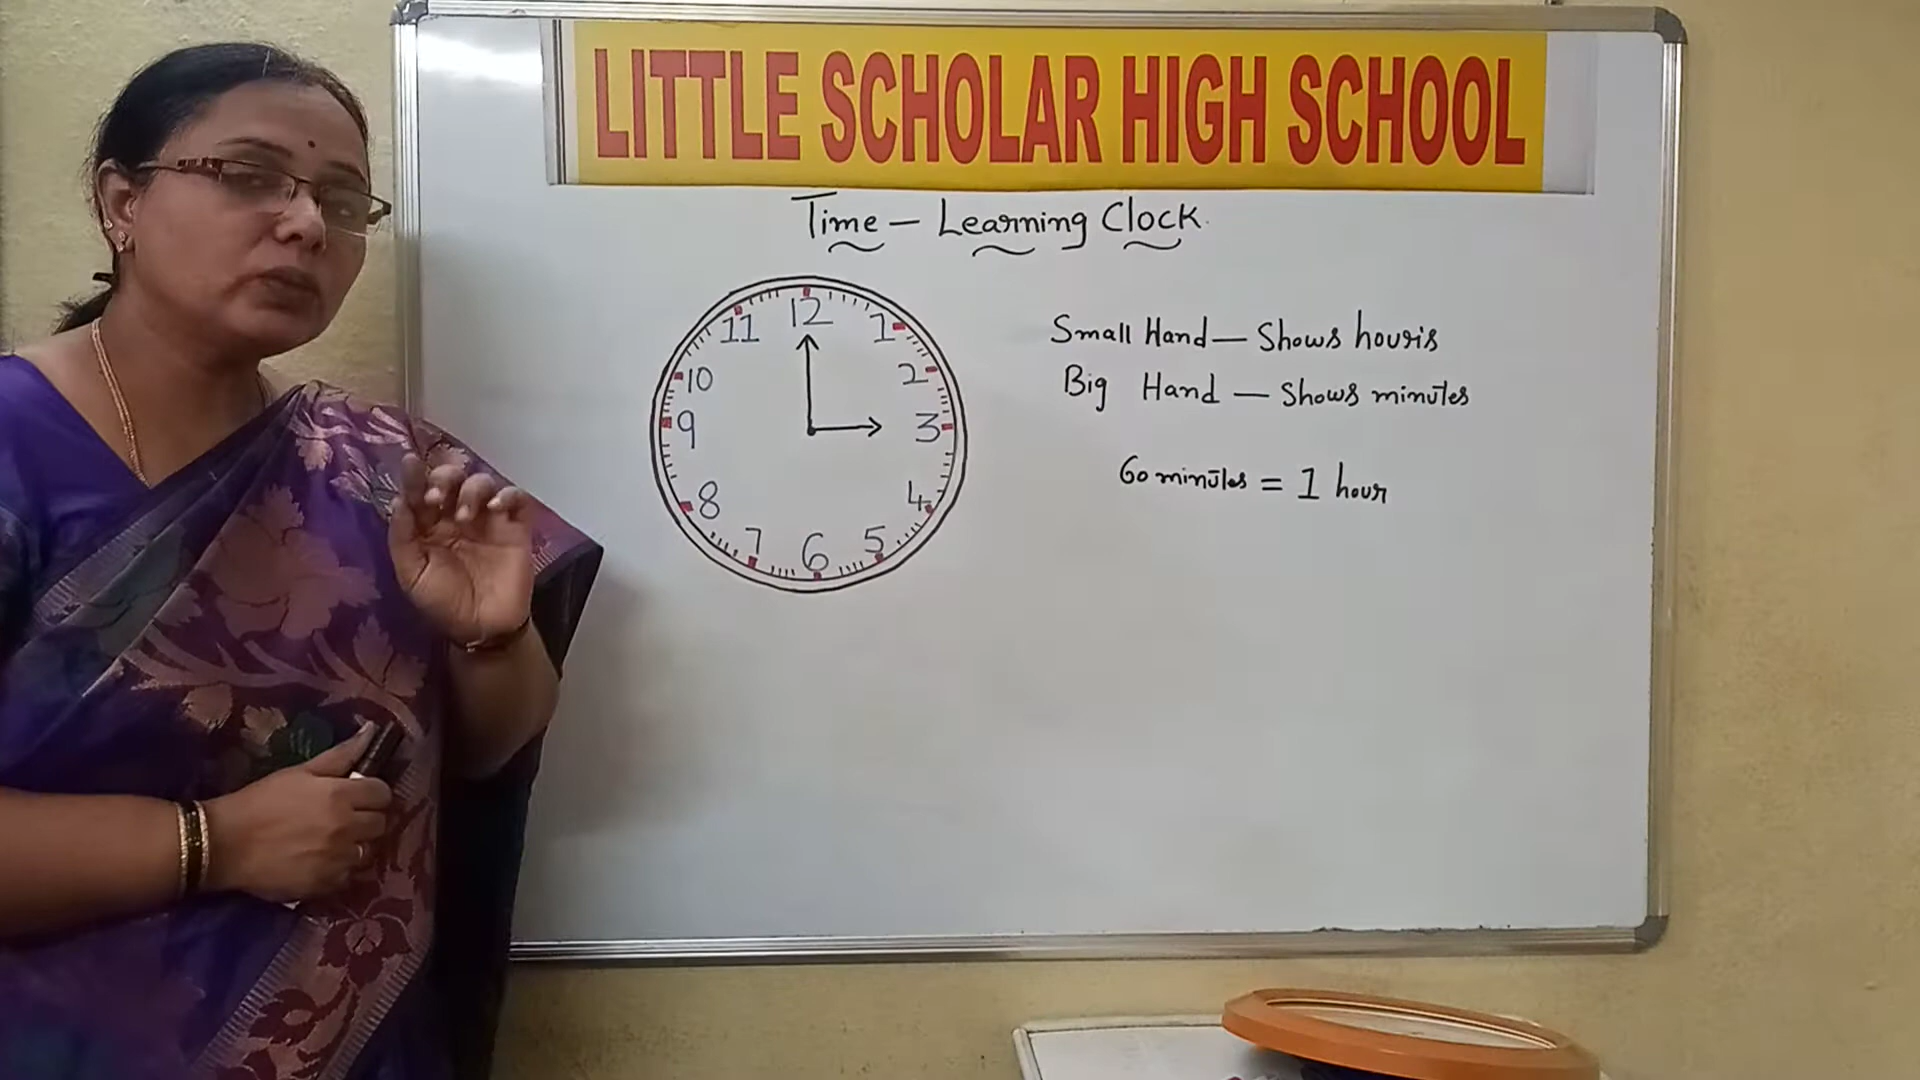 LITTLE SCHOLAR HIGH SCHOOL
Time – Learning Clock.
12
11
1
10
2
9
3
8
4
7
5
6
Small Hand – Shows hours
Big Hand – Shows minutes
60 minutes = 1 hour